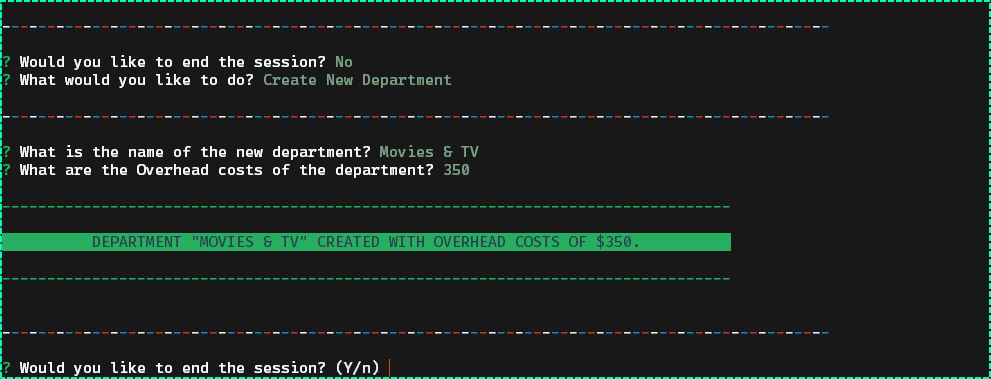 ? Would you like to end the session? No
? What would you like to do? Create New Department
? What is the name of the new department? Movies & TV
? What are the Overhead costs of the department? 350
DEPARTMENT "MOVIES & TV" CREATED WITH OVERHEAD COSTS OF $350.
? Would you like to end the session? (Y/n)